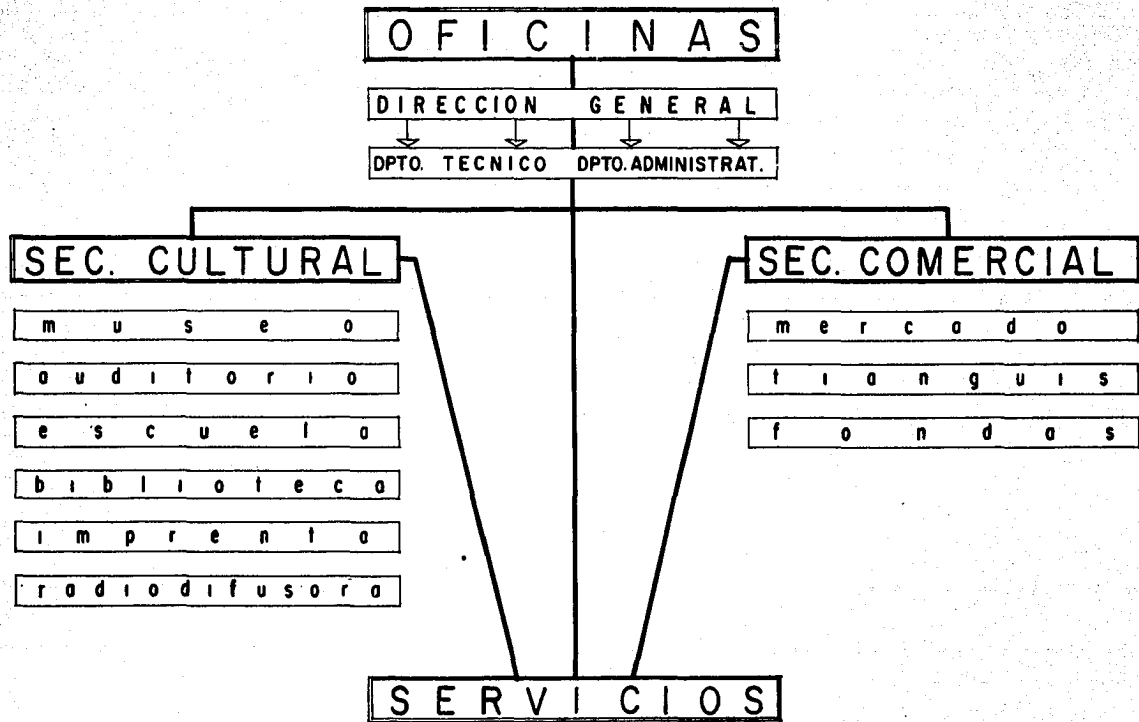 OFICINAS
DIRECCION GENERAL
DPTO. TECNICO DPTO. ADMINISTRAT.
SEC. CULTURAL
museo
auditorio
escuela
biblioteca
imprenta
radiodifusora
SEC. COMERCIAL
mercado
tianguis
fondas
SERVICIOS